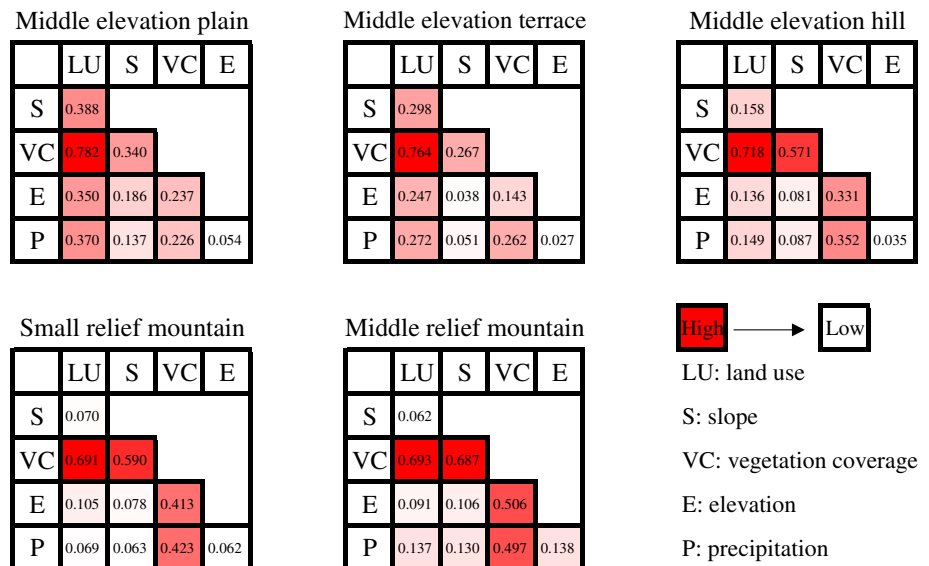 Middle elevation plain
LU S VC E
S 0.388
VC 0.782 0.340
E 0.350 0.186 0.237
P 0.370 0.137 0.226 0.054
Middle elevation terrace
LU S VC E
S 0.298
VC 0.764 0.267
E 0.247 0.038 0.143
P 0.272 0.051 0.262 0.027
Middle elevation hill
LU S VC E
S 0.158
VC 0.718 0.571
E 0.136 0.081 0.331
P 0.149 0.087 0.352 0.035
Small relief mountain
LU S VC E
S 0.070
VC 0.691 0.590
E 0.105 0.078 0.413
P 0.069 0.063 0.423 0.062
Middle relief mountain
LU S VC E
S 0.062
VC 0.693 0.687
E 0.091 0.106 0.506
P 0.137 0.130 0.497 0.138
High Low
LU: land use
S: slope
VC: vegetation coverage
E: elevation
P: precipitation